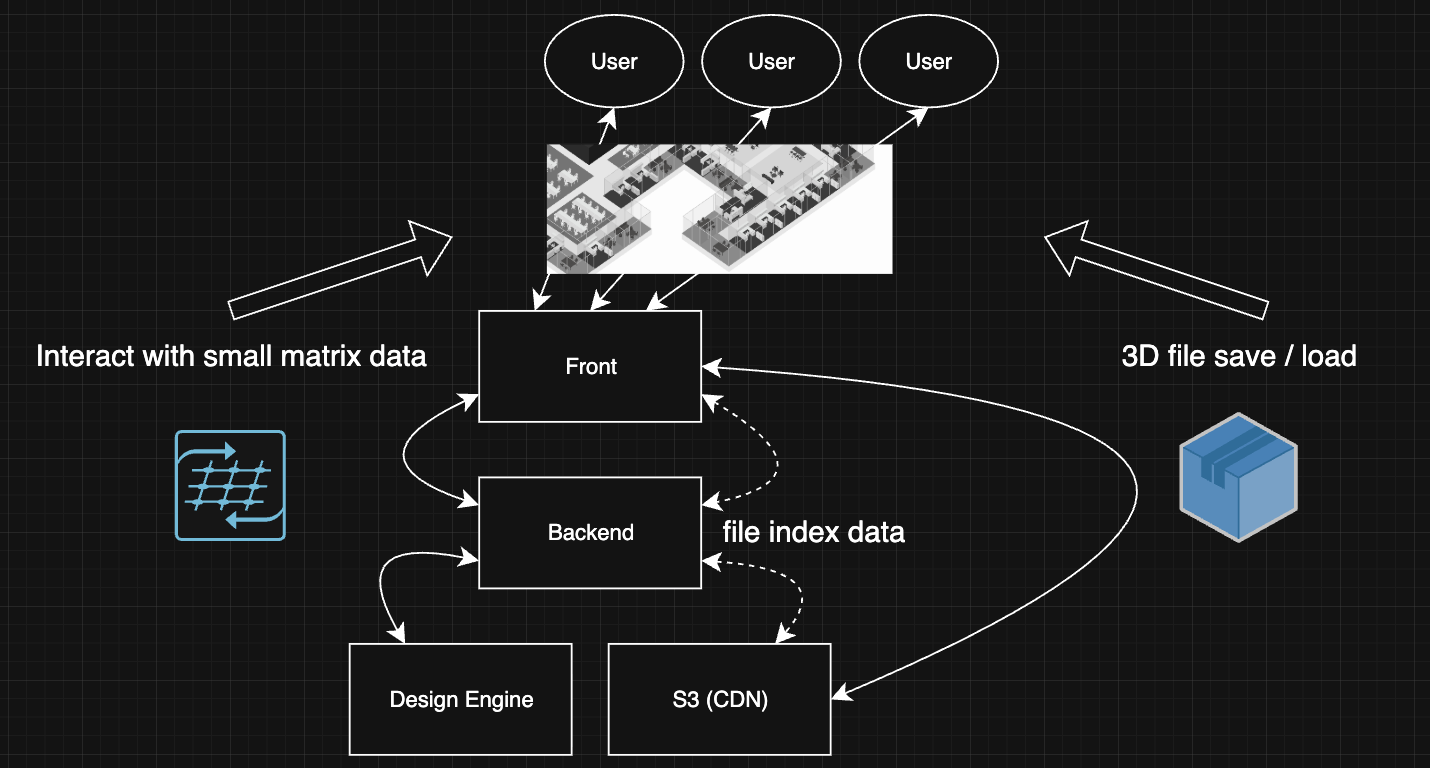 User
User
User
Interact with small matrix data
3D file save / load
Front
Backend
file index data
Design Engine
S3 (CDN)